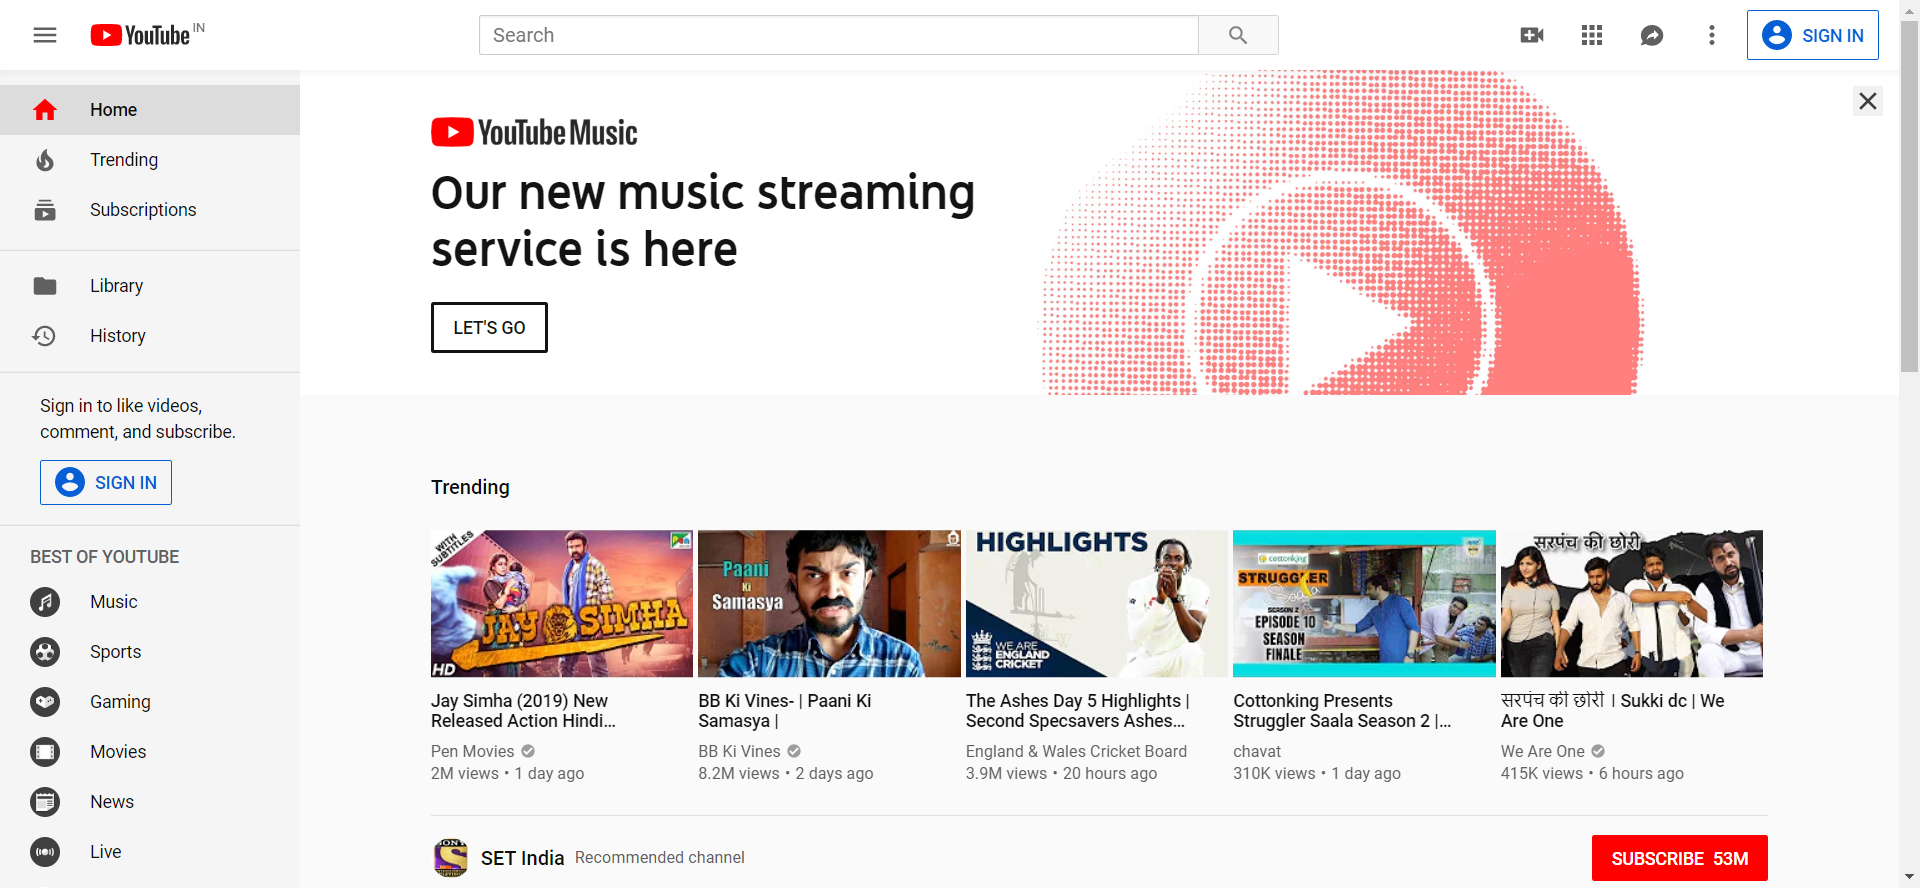 YouTube IN
Search
SIGN IN
Home
Trending
Subscriptions
Library
History
Sign in to like videos,
comment, and subscribe.
SIGN IN
BEST OF YOUTUBE
Music
Sports
Gaming
Movies
News
Live
YouTube Music
Our new music streaming
service is here
LET'S GO
Trending
WITH
SUBTITLES
Pen
JAY SIMHA
HD
Paani
Ki
Samasya
HIGHLIGHTS
WE ARE
ENGLAND
CRICKET
cottonking
STRUGGLER
Saala
SEASON 2
EPISODE 10
SEASON
FINALE
सरपंच की छोरी
Jay Simha (2019) New
Released Action Hindi...
Pen Movies
2M views • 1 day ago
BB Ki Vines- | Paani Ki
Samasya |
BB Ki Vines
8.2M views • 2 days ago
The Ashes Day 5 Highlights |
Second Specsavers Ashes...
England & Wales Cricket Board
3.9M views • 20 hours ago
Cottonking Presents
Struggler Saala Season 2 |...
chavat
310K views • 1 day ago
सरपंच की छोरी । Sukki dc | We
Are One
We Are One
415K views • 6 hours ago
SONY
SET India Recommended channel
SUBSCRIBE 53M